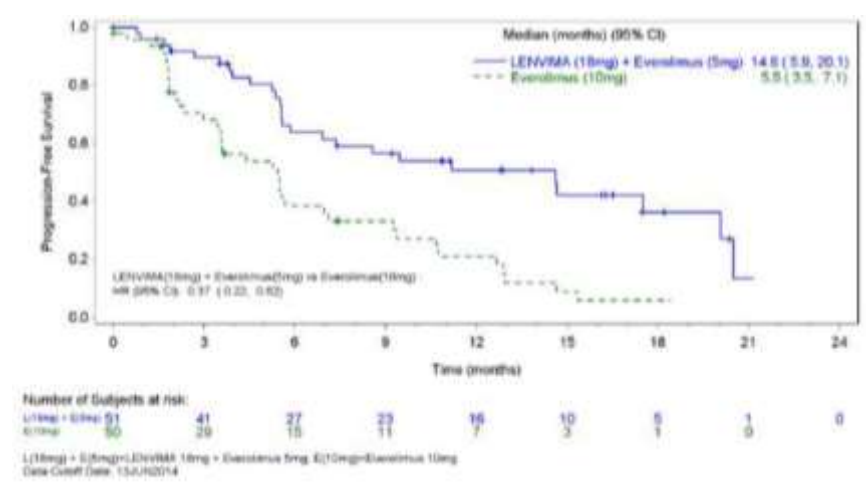 Median (months) (95% CI)
LENVIMA (18mg) + Everolimus (5mg) 14.6 ( 5.9, 20.1)
Everolimus (10mg) 5.5 ( 3.5, 7.1)
Progression-Free Survival
1.0
0.8
0.6
0.4
0.2
0.0
LENVIMA(18mg) + Everolimus(5mg) vs Everolimus(10mg)
HR (95% CI): 0.37 ( 0.22, 0.62)
0 3 6 9 12 15 18 21 24
Time (months)
Number of Subjects at risk:
L(18mg) + E(5mg) 51 41 27 23 16 10 5 1 0
E(10mg) 50 29 15 11 7 3 1 0
L(18mg) + E(5mg)=LENVIMA 18mg + Everolimus 5mg; E(10mg)=Everolimus 10mg
Data Cutoff Date: 13JUN2014